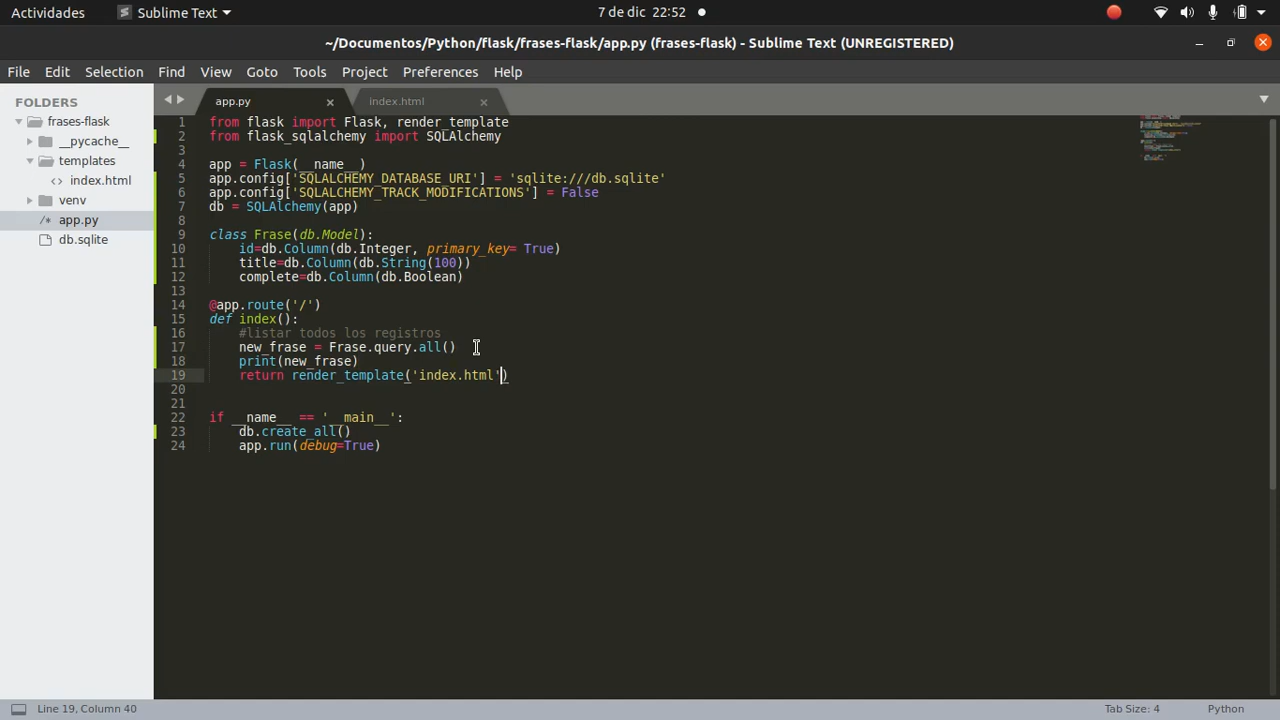 Actividades
Sublime Text
7 de dic 22:52
~/Documentos/Python/flask/frases-flask/app.py (frases-flask) - Sublime Text (UNREGISTERED)
File Edit Selection Find View Goto Tools Project Preferences Help
FOLDERS
frases-flask
__pycache__
templates
index.html
venv
app.py
db.sqlite
app.py
index.html
1 from flask import Flask, render_template
2 from flask_sqlalchemy import SQLAlchemy
3
4 app = Flask(__name__)
5 app.config['SQLALCHEMY_DATABASE_URI'] = 'sqlite:///db.sqlite'
6 app.config['SQLALCHEMY_TRACK_MODIFICATIONS'] = False
7 db = SQLAlchemy(app)
8
9 class Frase(db.Model):
10     id=db.Column(db.Integer, primary_key= True)
11     title=db.Column(db.String(100))
12     complete=db.Column(db.Boolean)
13
14 @app.route('/')
15 def index():
16     #listar todos los registros
17     new_frase = Frase.query.all()
18     print(new_frase)
19     return render_template('index.html')
20
21
22 if __name__ == '__main__':
23     db.create_all()
24     app.run(debug=True)
Line 19, Column 40
Tab Size: 4
Python